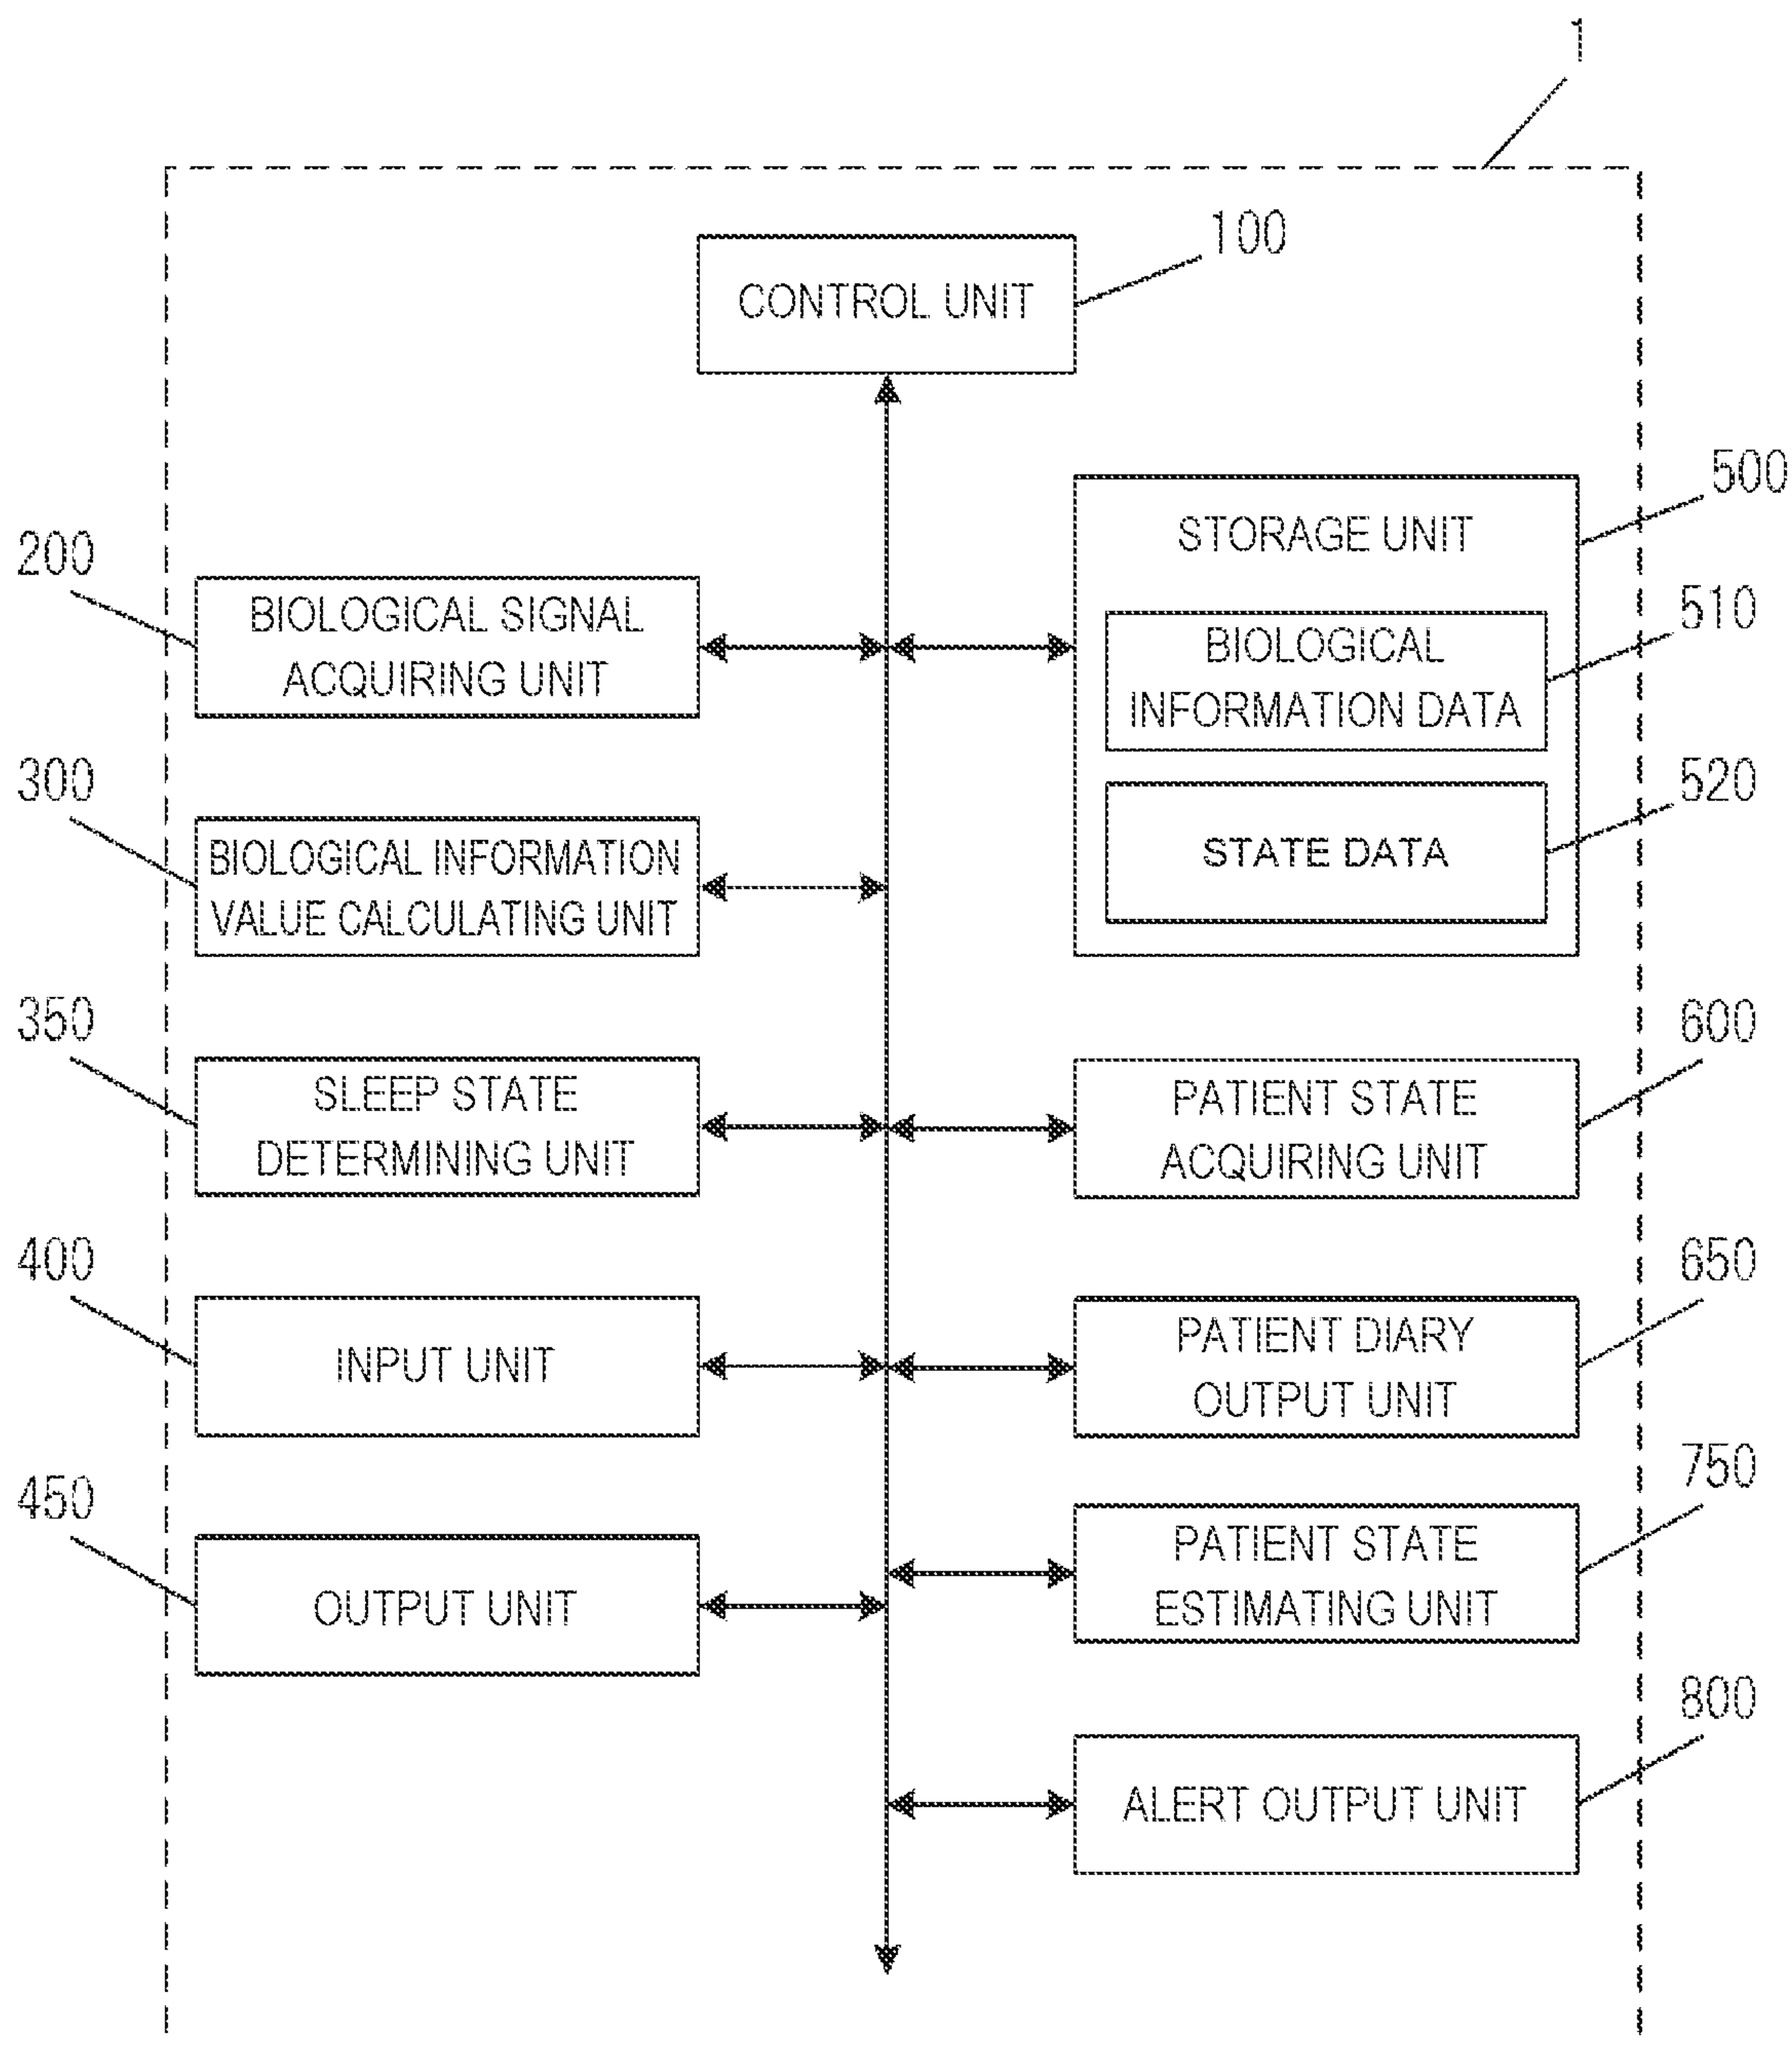 1
100
CONTROL UNIT
500
STORAGE UNIT
200
BIOLOGICAL SIGNAL
ACQUIRING UNIT
510
BIOLOGICAL
INFORMATION DATA
300
BIOLOGICAL INFORMATION
VALUE CALCULATING UNIT
520
STATE DATA
350
SLEEP STATE
DETERMINING UNIT
600
PATIENT STATE
ACQUIRING UNIT
400
INPUT UNIT
650
PATIENT DIARY
OUTPUT UNIT
450
OUTPUT UNIT
750
PATIENT STATE
ESTIMATING UNIT
800
ALERT OUTPUT UNIT